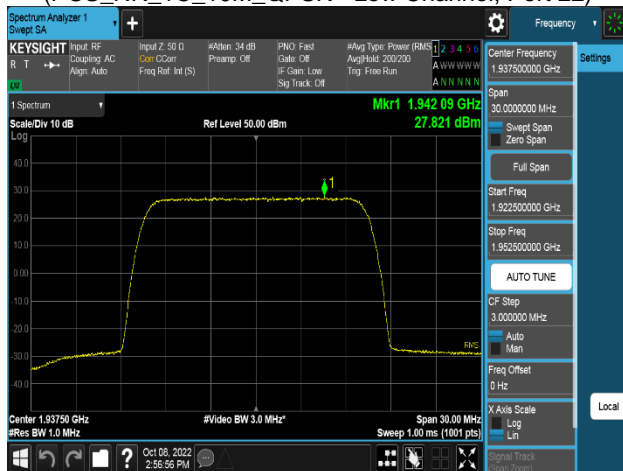 Spectrum Analyzer 1
Swept SA
+
Frequency
KEYSIGHT
R T
LXI
Input: RF
Coupling: AC
Align: Auto
Input Z: 50 Ω
Corr CCorr
Freq Ref: Int (S)
#Atten: 34 dB
Preamp: Off
PNO: Fast
Gate: Off
IF Gain: Low
Sig Track: Off
#Avg Type: Power (RMS
Avg|Hold: 200/200
Trig: Free Run
1 2 3 4 5 6
A W W W W W
A N N N N N
1 Spectrum
Scale/Div 10 dB
Log
Ref Level 50.00 dBm
Mkr1 1.942 09 GHz
27.821 dBm
1
40.0
30.0
20.0
10.0
0.00
-10.0
-20.0
-30.0
-40.0
RMS
Center 1.93750 GHz
#Res BW 1.0 MHz
#Video BW 3.0 MHz*
Span 30.00 MHz
Sweep 1.00 ms (1001 pts)
Oct 08, 2022
2:56:56 PM
?
Center Frequency
1.937500000 GHz
Span
30.0000000 MHz
Swept Span
Zero Span
Full Span
Start Freq
1.922500000 GHz
Stop Freq
1.952500000 GHz
AUTO TUNE
CF Step
3.000000 MHz
Auto
Man
Freq Offset
0 Hz
X Axis Scale
Log
Lin
Signal Track
(Span Zoom)
Settings
Local